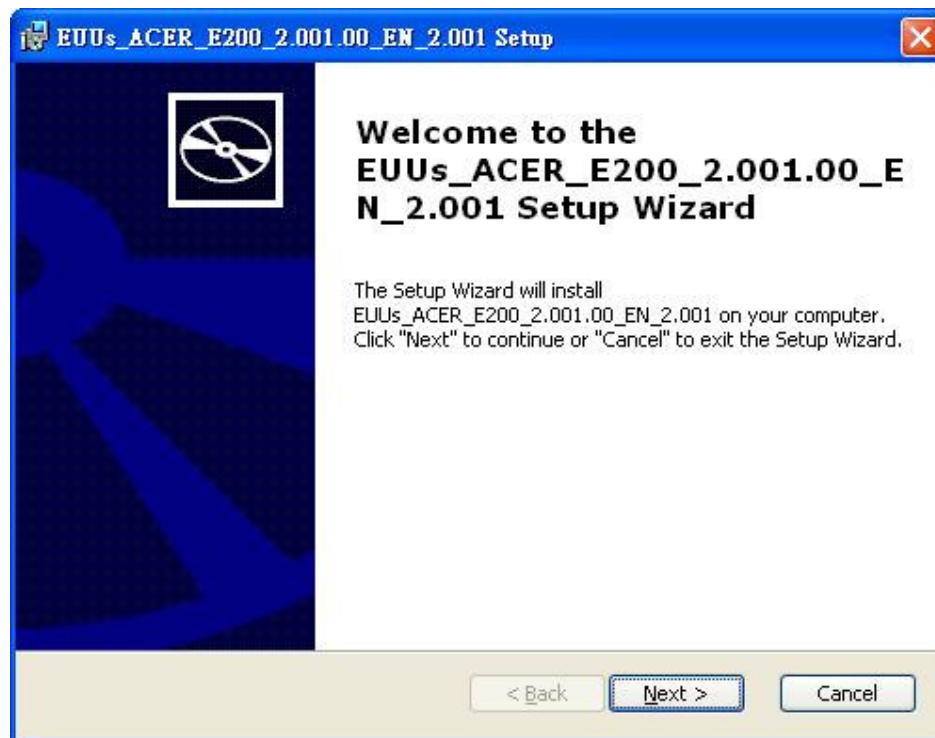 EUUs_ACER_E200_2.001.00_EN_2.001 Setup
Welcome to the
EUUs_ACER_E200_2.001.00_E
N_2.001 Setup Wizard
The Setup Wizard will install
EUUs_ACER_E200_2.001.00_EN_2.001 on your computer.
Click "Next" to continue or "Cancel" to exit the Setup Wizard.
< Back Next > Cancel